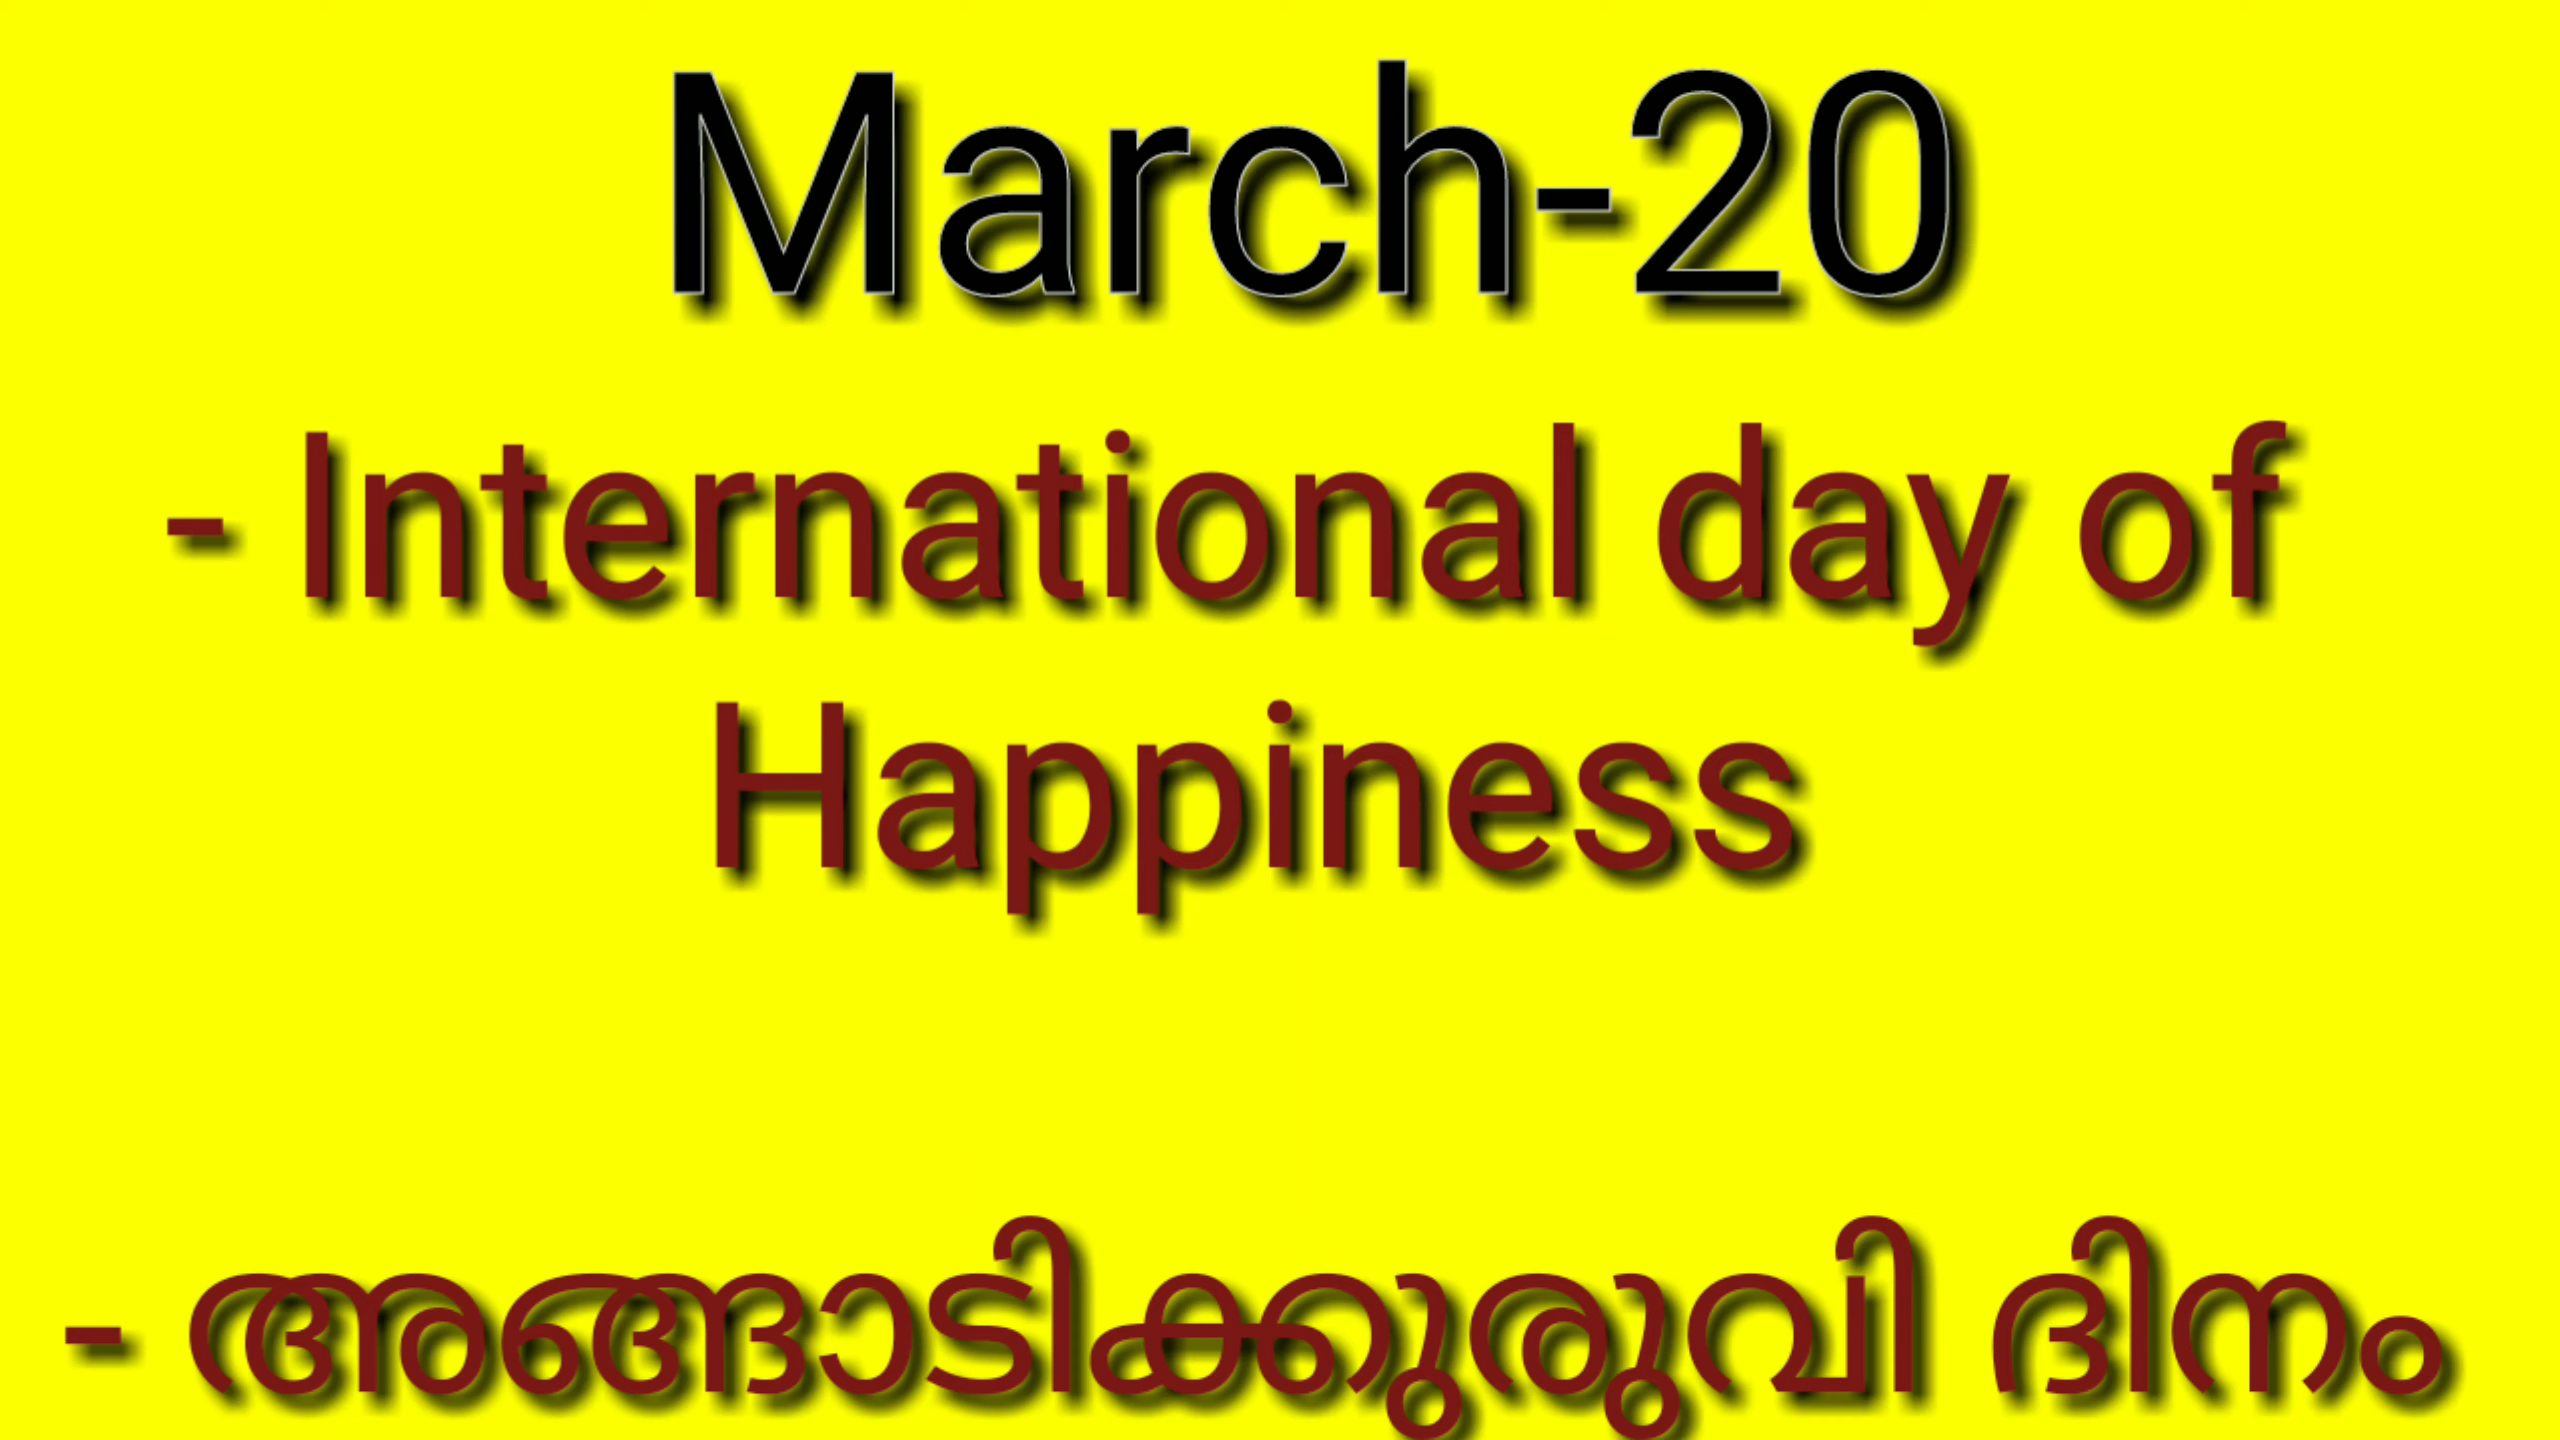 March-20
- International day of
Happiness
- അങ്ങാടിക്കുരുവി ദിനം